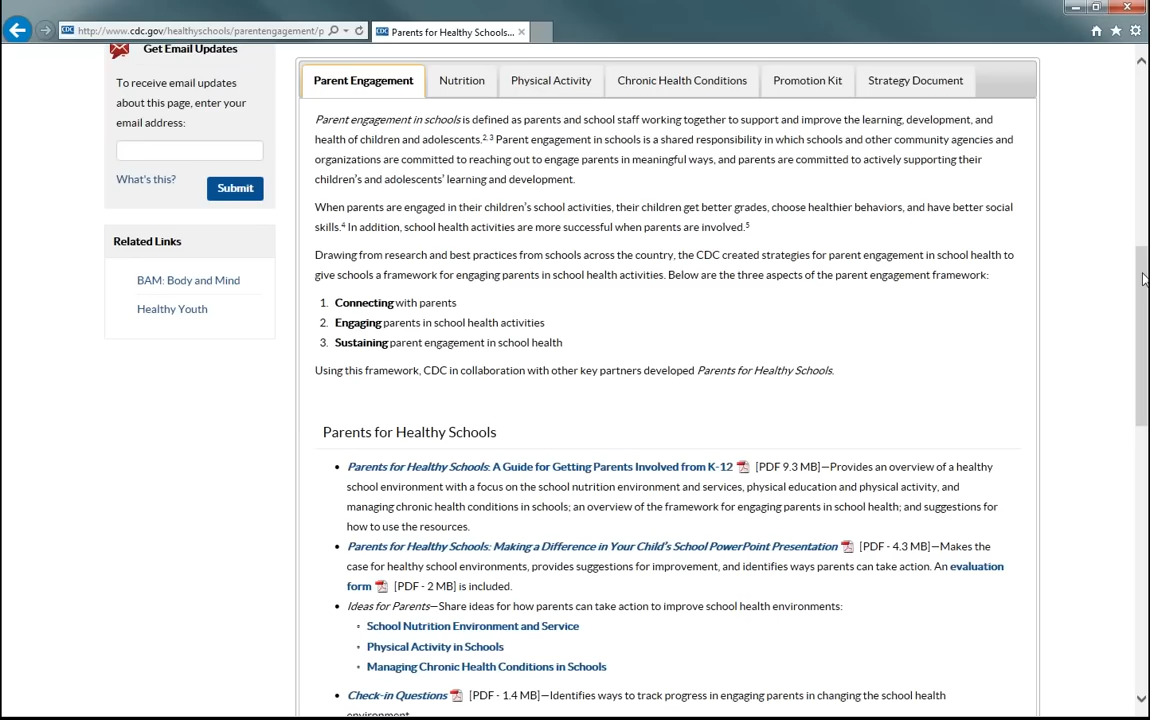 http://www.cdc.gov/healthyschools/parentengagement/p
Parents for Healthy Schools...
Get Email Updates
To receive email updates
about this page, enter your
email address:
What's this?
Submit
Related Links
BAM: Body and Mind
Healthy Youth
Parent Engagement
Nutrition
Physical Activity
Chronic Health Conditions
Promotion Kit
Strategy Document
Parent engagement in schools is defined as parents and school staff working together to support and improve the learning, development, and
health of children and adolescents.2, 3 Parent engagement in schools is a shared responsibility in which schools and other community agencies and
organizations are committed to reaching out to engage parents in meaningful ways, and parents are committed to actively supporting their
children's and adolescents' learning and development.
When parents are engaged in their children's school activities, their children get better grades, choose healthier behaviors, and have better social
skills.4 In addition, school health activities are more successful when parents are involved.5
Drawing from research and best practices from schools across the country, the CDC created strategies for parent engagement in school health to
give schools a framework for engaging parents in school health activities. Below are the three aspects of the parent engagement framework:
1. Connecting with parents
2. Engaging parents in school health activities
3. Sustaining parent engagement in school health
Using this framework, CDC in collaboration with other key partners developed Parents for Healthy Schools.
Parents for Healthy Schools
• Parents for Healthy Schools: A Guide for Getting Parents Involved from K-12 [PDF 9.3 MB]—Provides an overview of a healthy
school environment with a focus on the school nutrition environment and services, physical education and physical activity, and
managing chronic health conditions in schools; an overview of the framework for engaging parents in school health; and suggestions for
how to use the resources.
• Parents for Healthy Schools: Making a Difference in Your Child's School PowerPoint Presentation [PDF - 4.3 MB]—Makes the
case for healthy school environments, provides suggestions for improvement, and identifies ways parents can take action. An evaluation
form [PDF - 2 MB] is included.
• Ideas for Parents—Share ideas for how parents can take action to improve school health environments:
School Nutrition Environment and Service
Physical Activity in Schools
Managing Chronic Health Conditions in Schools
• Check-in Questions [PDF - 1.4 MB]—Identifies ways to track progress in engaging parents in changing the school health
environment.